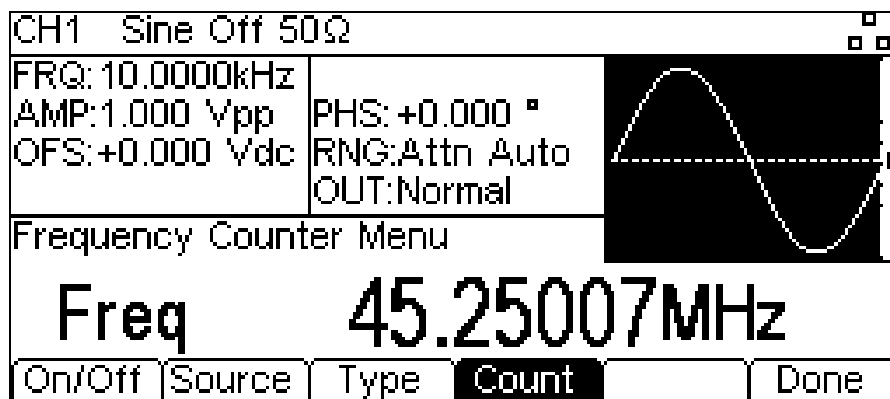 CH1 Sine Off 50Ω
FRQ:10.0000kHz
AMP:1.000 Vpp
OFS:+0.000 Vdc
PHS:+0.000 °
RNG:Attn Auto
OUT:Normal
Frequency Counter Menu
Freq 45.25007MHz
On/Off Source Type Count Done